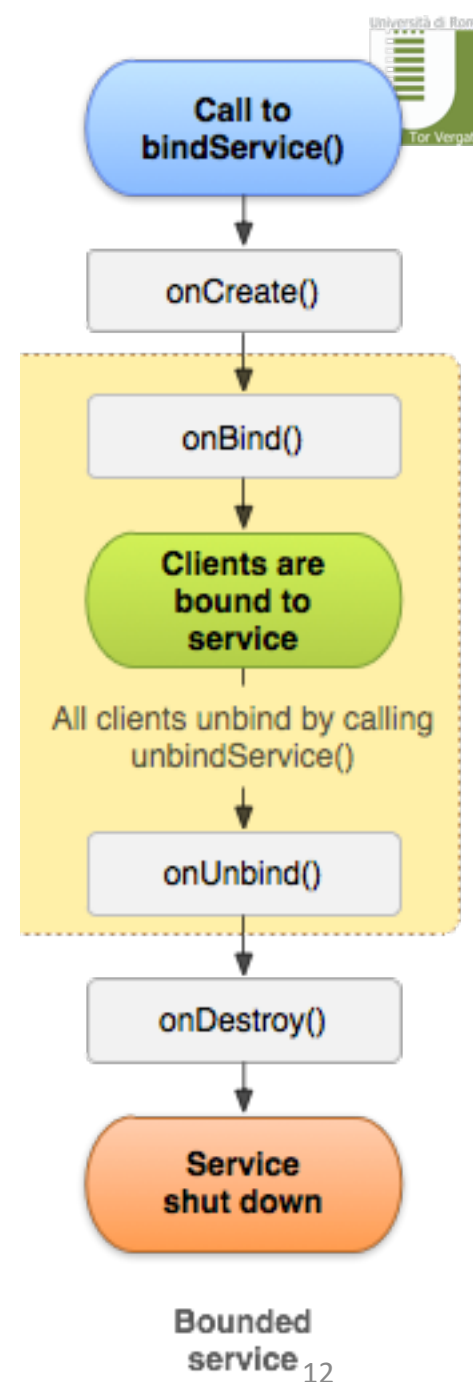 Università di Rom
Tor Vergat
Call to
bindService()
onCreate()
onBind()
Clients are
bound to
service
All clients unbind by calling
unbindService()
onUnbind()
onDestroy()
Service
shut down
Bounded
service
12